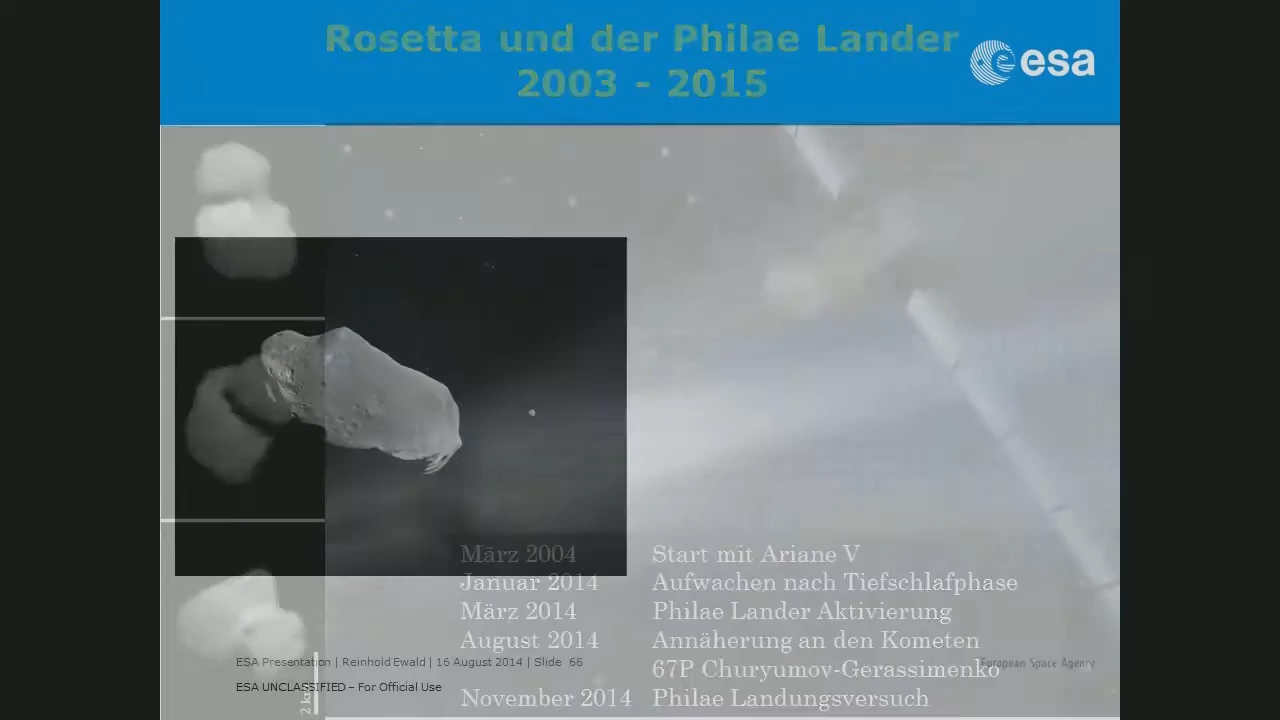 Rosetta und der Philae Lander
2003 - 2015
esa
März 2004 Start mit Ariane V
Januar 2014 Aufwachen nach Tiefschlafphase
März 2014 Philae Lander Aktivierung
August 2014 Annäherung an den Kometen
67P Churyumov-Gerassimenko
November 2014 Philae Landungsversuch
ESA Presentation | Reinhold Ewald | 16 August 2014 | Slide 66
European Space Agency
ESA UNCLASSIFIED – For Official Use